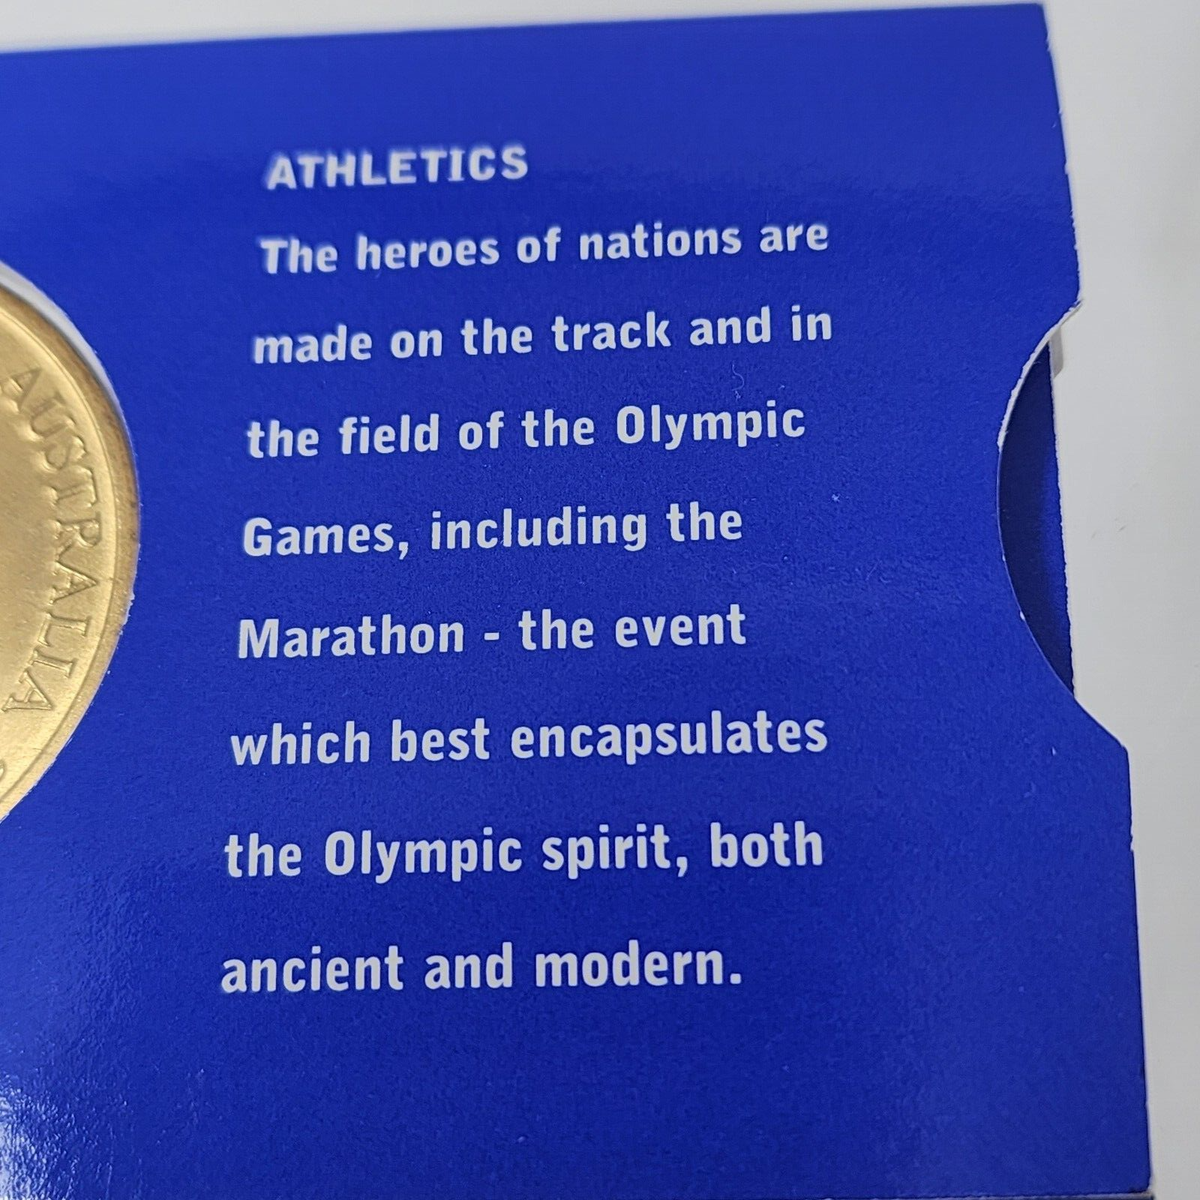 ATHLETICS
The heroes of nations are
made on the track and in
the field of the Olympic
Games, including the
Marathon - the event
which best encapsulates
the Olympic spirit, both
ancient and modern.
AUSTRALIA